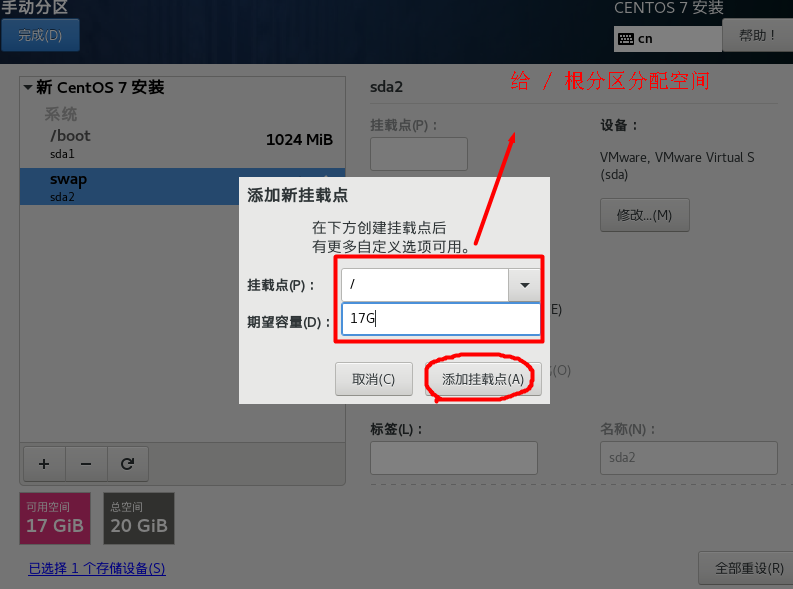 手动分区
CENTOS 7 安装
完成(D)
cn
帮助！
给 / 根分区分配空间
新 CentOS 7 安装
系统
/boot
1024 MiB
sda1
swap
sda2
sda2
挂载点(P)：
设备：
VMware, VMware Virtual S
(sda)
修改...(M)
添加新挂载点
在下方创建挂载点后
有更多自定义选项可用。
挂载点(P)：
/
期望容量(D)：
17G
E)
取消(C)
添加挂载点(A)
(O)
标签(L)：
名称(N)：
sda2
+
−
可用空间
17 GiB
总空间
20 GiB
已选择 1 个存储设备(S)
全部重设(R)